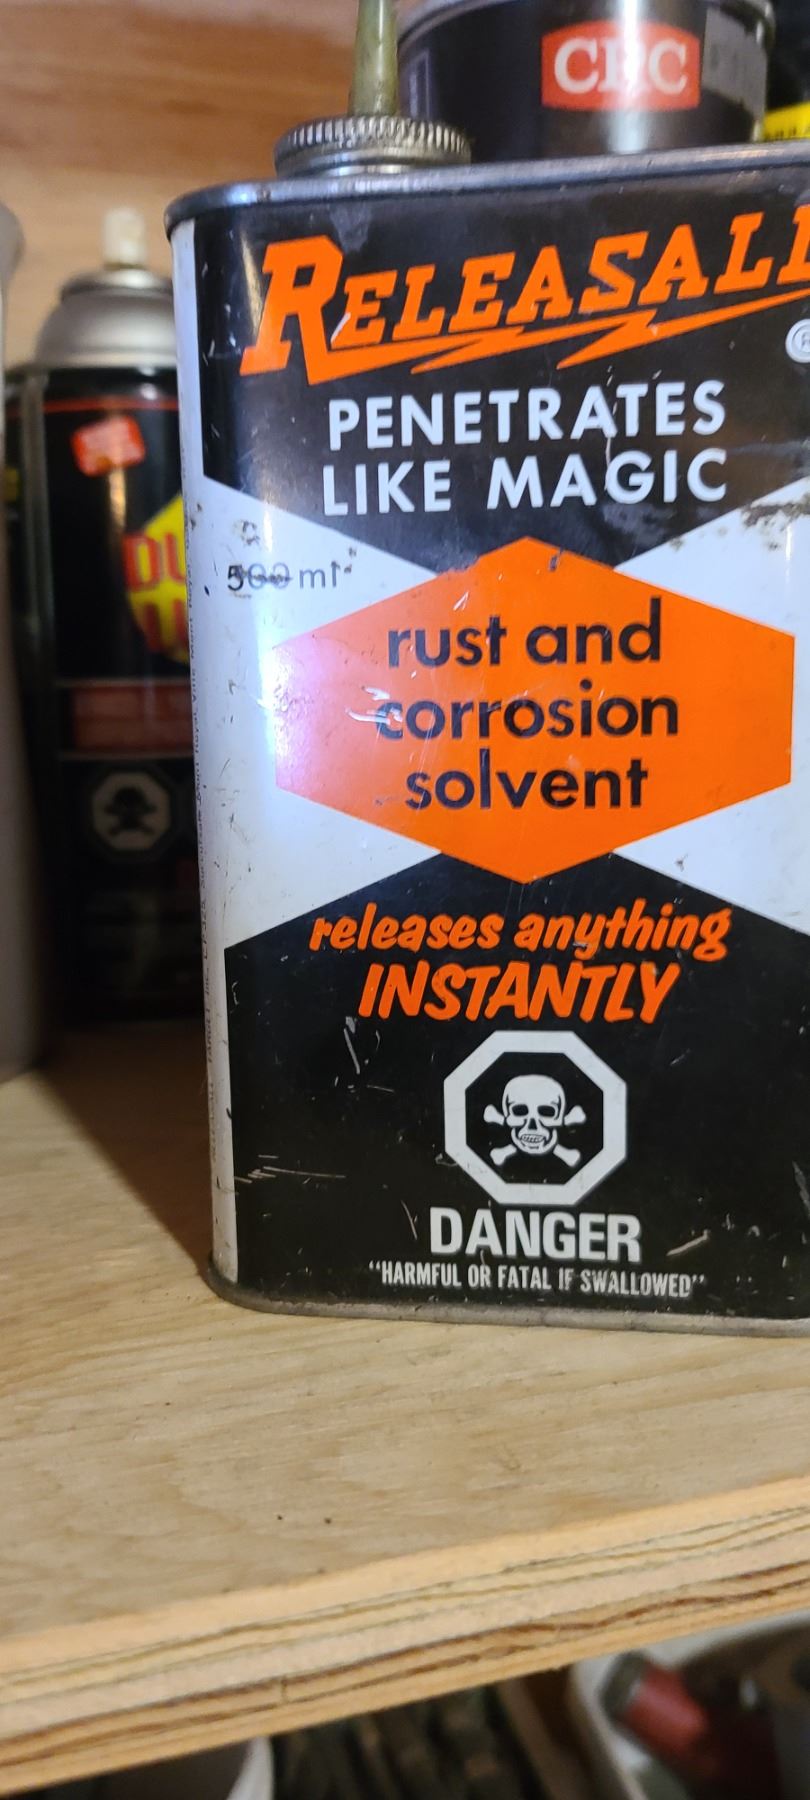 CRC
RELEASALL
®
PENETRATES
LIKE MAGIC
500 ml
rust and
corrosion
solvent
releases anything
INSTANTLY
DANGER
"HARMFUL OR FATAL IF SWALLOWED"